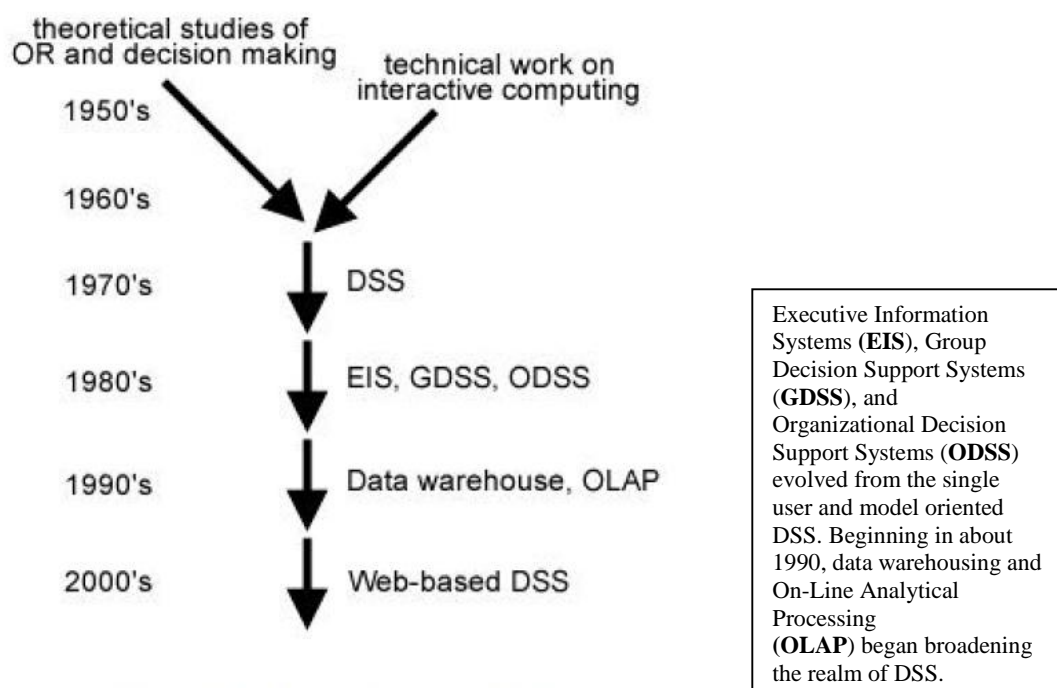 theoretical studies of
OR and decision making
technical work on
interactive computing
1950's
1960's
1970's
DSS
1980's
EIS, GDSS, ODSS
1990's
Data warehouse, OLAP
2000's
Web-based DSS
Executive Information
Systems (EIS), Group
Decision Support Systems
(GDSS), and
Organizational Decision
Support Systems (ODSS)
evolved from the single
user and model oriented
DSS. Beginning in about
1990, data warehousing and
On-Line Analytical
Processing
(OLAP) began broadening
the realm of DSS.